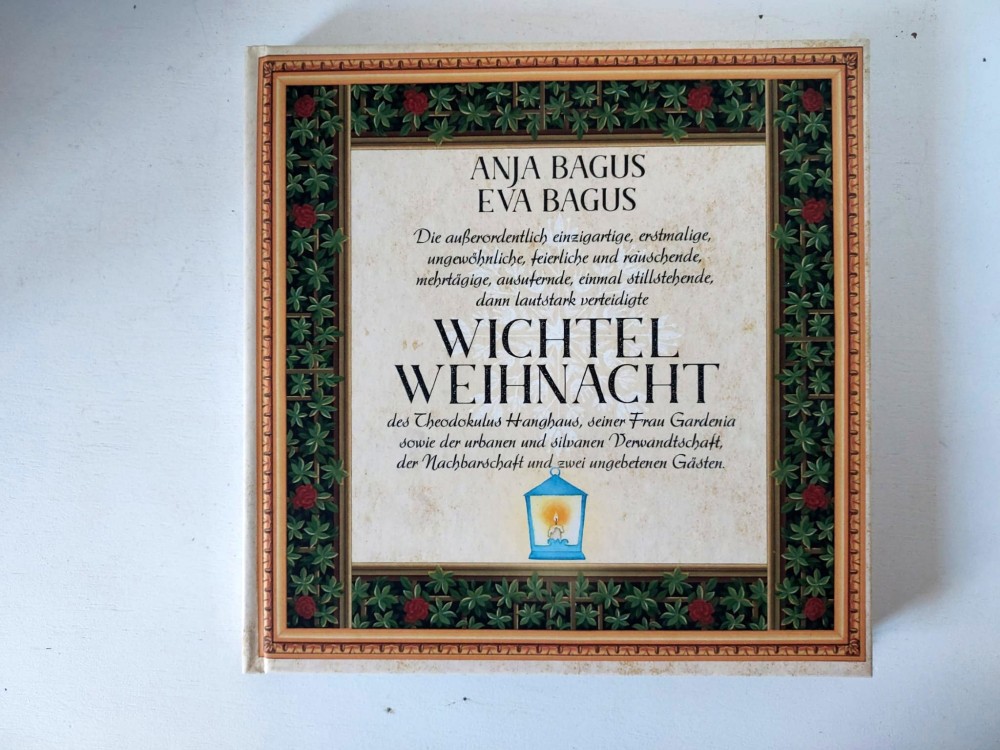 ANJA BAGUS
EVA BAGUS
Die außerordentlich einzigartige, erstmalige,
ungewöhnliche, feierliche und rauschende,
mehrtägige, ausufernde, einmal stillstehende,
dann lautstark verteidigte
WICHTEL
WEIHNACHT
des Theodokulus Hanghaus, seiner Frau Gardenia
sowie der urbanen und silvanen Verwandtschaft,
der Nachbarschaft und zwei ungebetenen Gästen.